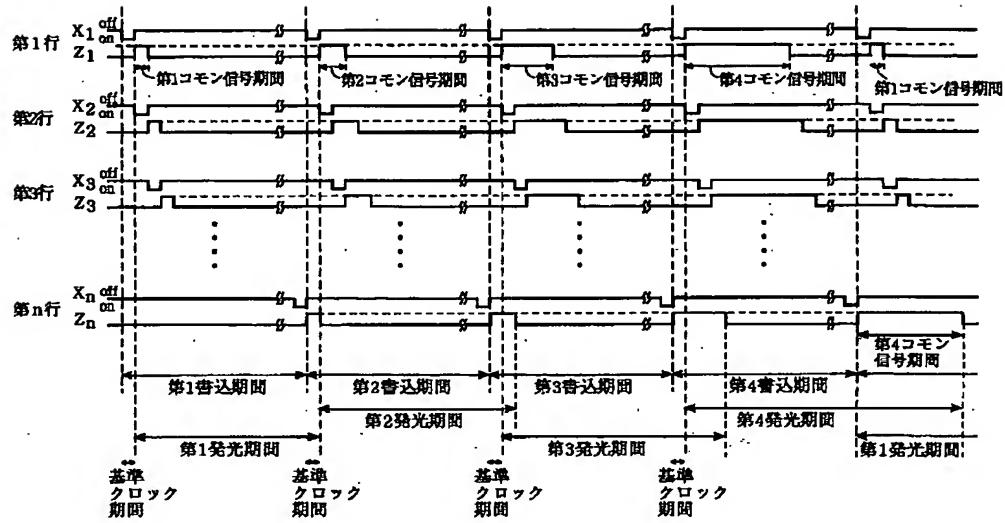 第1行 X1 off on
Z1
第1コモン信号期間 第2コモン信号期間 第3コモン信号期間 第4コモン信号期間 第1コモン信号期間
第2行 X2 off on
Z2
第3行 X3 off on
Z3
第n行 Xn off on
Zn
第4コモン
信号期間
第1書込期間 第2書込期間 第3書込期間 第4書込期間
第2発光期間 第4発光期間
第1発光期間 第3発光期間 第1発光期間
基準 基準 基準 基準
クロック クロック クロック クロック
期間 期間 期間 期間